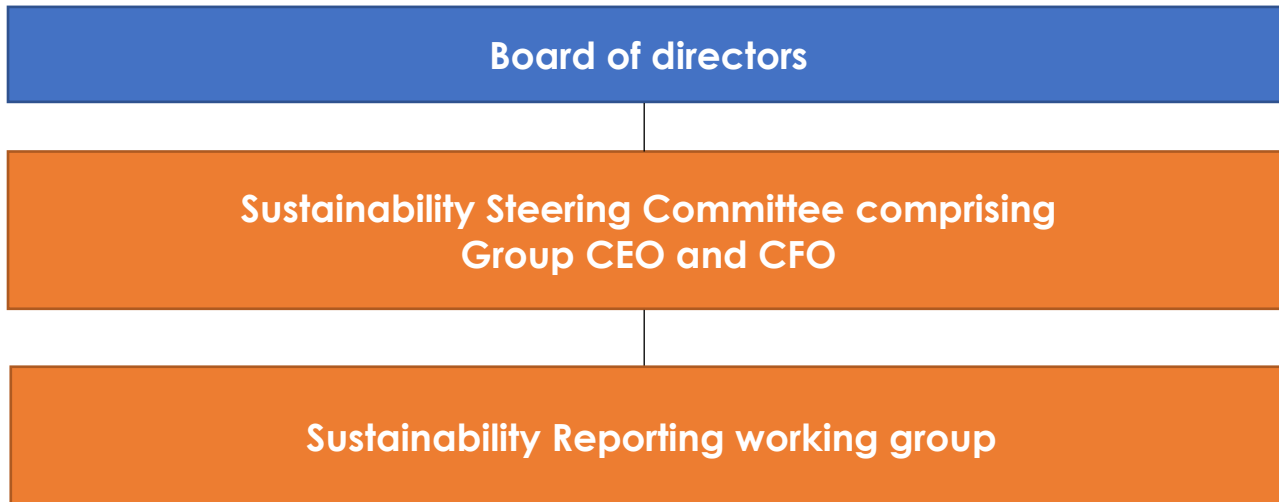 Board of directors
Sustainability Steering Committee comprising
Group CEO and CFO
Sustainability Reporting working group